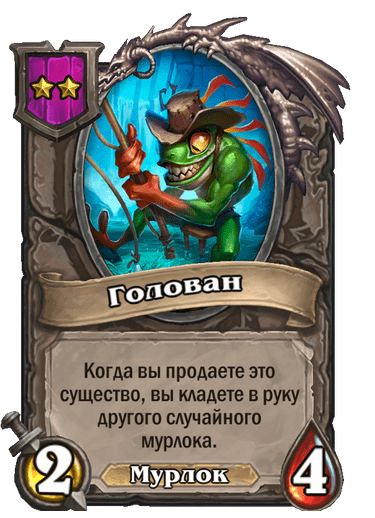 Голован
Когда вы продаете это
существо, вы кладете в руку
другого случайного
мурлока.
2
Мурлок
4